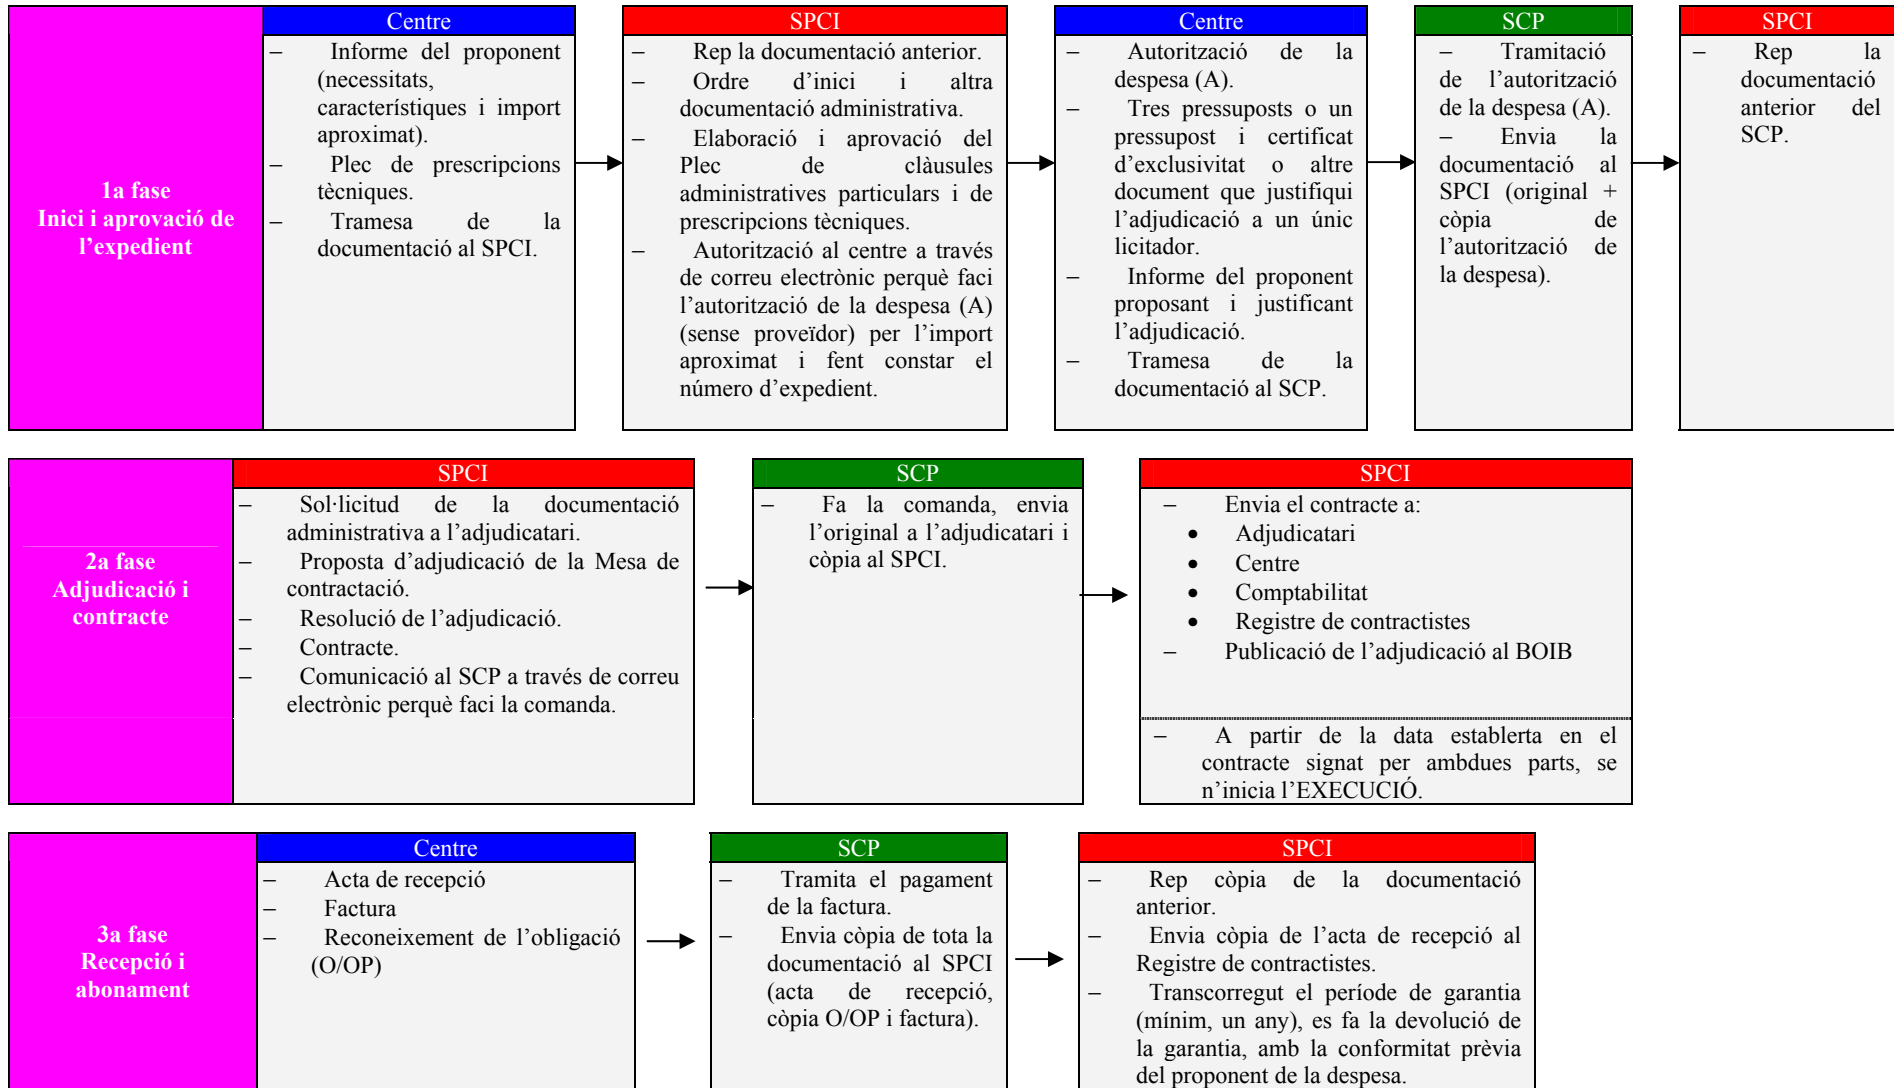 1a fase
Inici i aprovació de
l’expedient
Centre
– Informe del proponent
(necessitats,
característiques i import
aproximat).
– Plec de prescripcions
tècniques.
– Tramesa de la
documentació al SPCI.
SPCI
– Rep la documentació anterior.
– Ordre d’inici i altra
documentació administrativa.
– Elaboració i aprovació del
Plec de clàusules
administratives particulars i de
prescripcions tècniques.
– Autorització al centre a través
de correu electrònic perquè faci
l’autorització de la despesa (A)
(sense proveïdor) per l’import
aproximat i fent constar el
número d’expedient.
Centre
– Autorització de la
despesa (A).
– Tres pressuposts o un
pressupost i certificat
d’exclusivitat o altre
document que justifiqui
l’adjudicació a un únic
licitador.
– Informe del proponent
proposant i justificant
l’adjudicació.
– Tramesa de la
documentació al SCP.
SCP
– Tramitació
de l’autorització
de la despesa (A).
– Envia la
documentació al
SPCI (original +
còpia de
l’autorització de
la despesa).
SPCI
– Rep la
documentació
anterior del
SCP.
2a fase
Adjudicació i
contracte
SPCI
– Sol·licitud de la documentació
administrativa a l’adjudicatari.
– Proposta d’adjudicació de la Mesa de
contractació.
– Resolució de l’adjudicació.
– Contracte.
– Comunicació al SCP a través de correu
electrònic perquè faci la comanda.
SCP
– Fa la comanda, envia
l’original a l’adjudicatari i
còpia al SPCI.
SPCI
– Envia el contracte a:
• Adjudicatari
• Centre
• Comptabilitat
• Registre de contractistes
– Publicació de l’adjudicació al BOIB
– A partir de la data establerta en el
contracte signat per ambdues parts, se
n’inicia l’EXECUCIÓ.
3a fase
Recepció i
abonament
Centre
– Acta de recepció
– Factura
– Reconeixement de l’obligació
(O/OP)
SCP
– Tramita el pagament
de la factura.
– Envia còpia de tota la
documentació al SPCI
(acta de recepció,
còpia O/OP i factura).
SPCI
– Rep còpia de la documentació
anterior.
– Envia còpia de l’acta de recepció al
Registre de contractistes.
– Transcorregut el període de garantia
(mínim, un any), es fa la devolució de
la garantia, amb la conformitat prèvia
del proponent de la despesa.